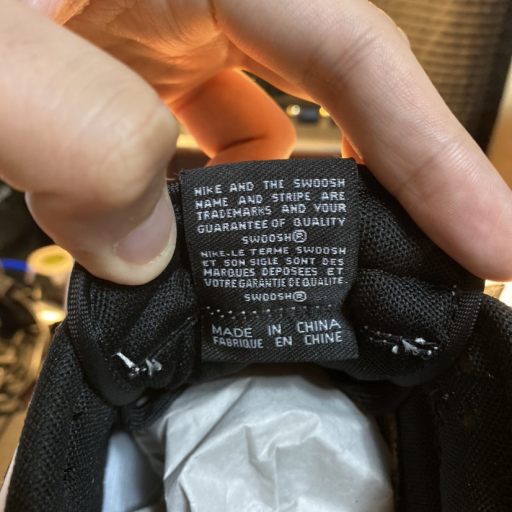 NIKE AND THE SWOOSH
NAME AND STRIPE ARE
TRADEMARKS AND YOUR
GUARANTEE OF QUALITY
SWOOSH®
NIKE-LE TERME SWOOSH
ET SON SIGLE SONT DES
MARQUES DEPOSEES ET
VOTRE GARANTIE DE QUALITE
SWOOSH®
MADE IN CHINA
FABRIQUE EN CHINE